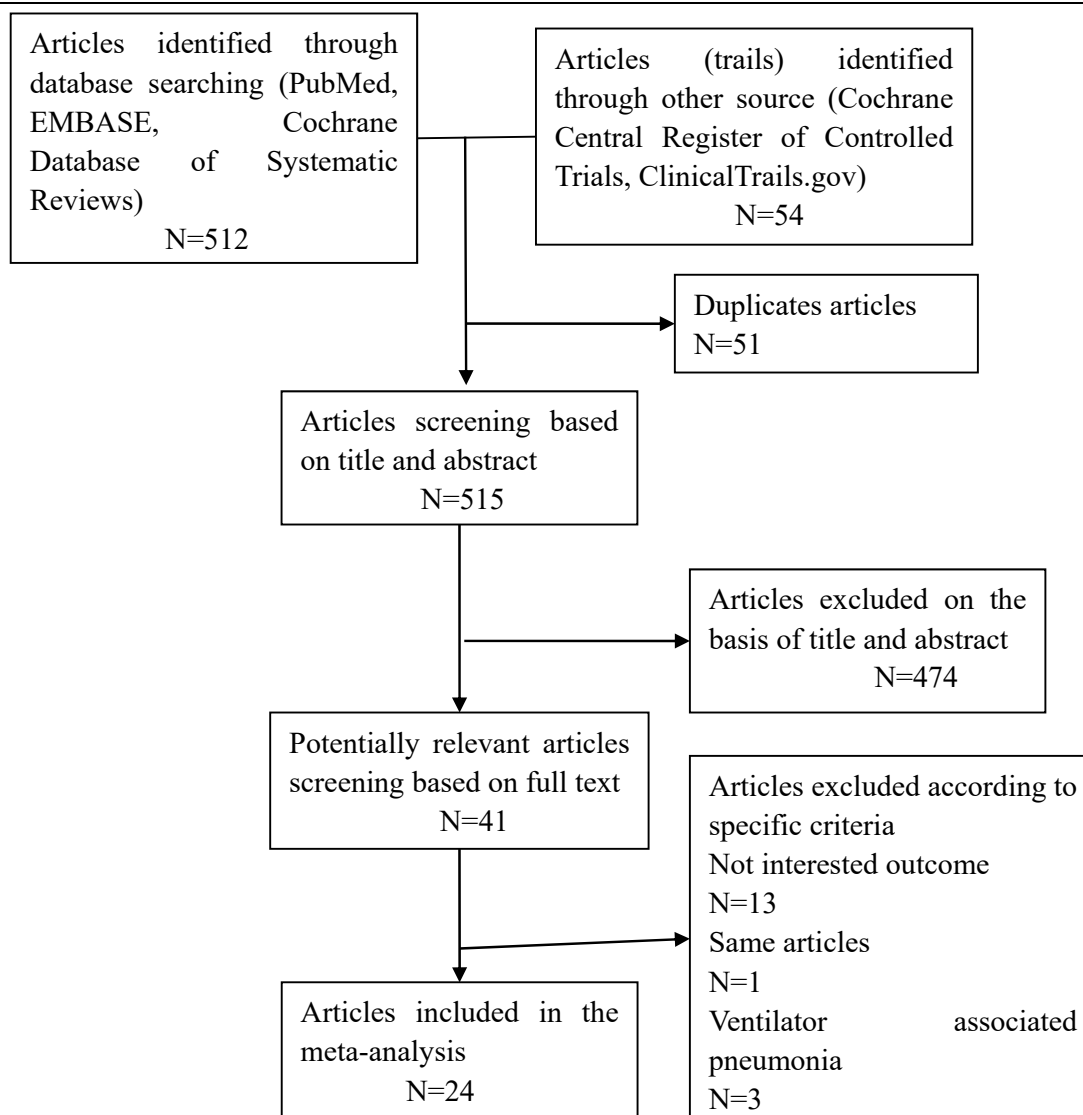 Articles identified through
database searching (PubMed,
EMBASE, Cochrane
Database of Systematic
Reviews)
N=512
Articles (trails) identified
through other source (Cochrane
Central Register of Controlled
Trials, ClinicalTrails.gov)
N=54
Duplicates articles
N=51
Articles screening based
on title and abstract
N=515
Articles excluded on the
basis of title and abstract
N=474
Potentially relevant articles
screening based on full text
N=41
Articles excluded according to
specific criteria
Not interested outcome
N=13
Same articles
N=1
Ventilator associated
pneumonia
N=3
Articles included in the
meta-analysis
N=24